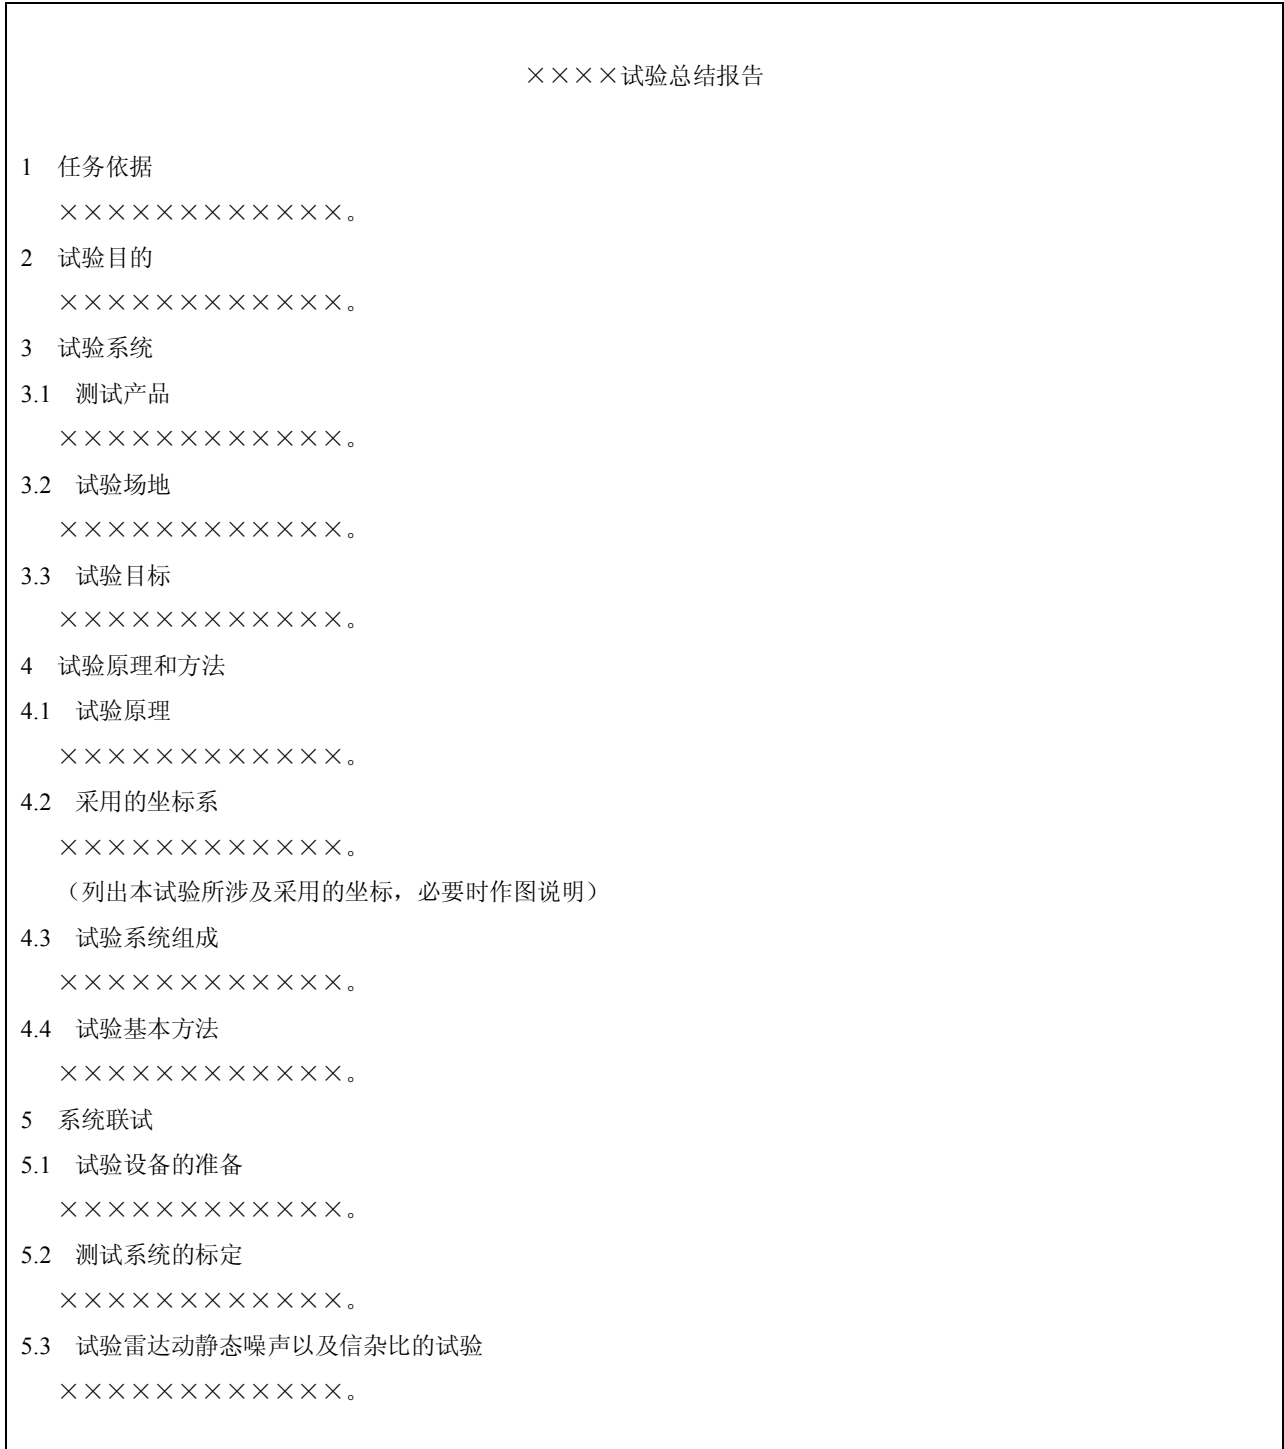 ××××试验总结报告
1 任务依据
××××××××××××。
2 试验目的
××××××××××××。
3 试验系统
3.1 测试产品
×××××××××××××。
3.2 试验场地
×××××××××××××。
3.3 试验目标
××××××××××××。
4 试验原理和方法
4.1 试验原理
××××××××××××。
4.2 采用的坐标系
××××××××××××。
（列出本试验所涉及采用的坐标，必要时作图说明）
4.3 试验系统组成
××××××××××××。
4.4 试验基本方法
××××××××××××。
5 系统联试
5.1 试验设备的准备
××××××××××××。
5.2 测试系统的标定
××××××××××××。
5.3 试验雷达动静态噪声以及信杂比的试验
××××××××××××。